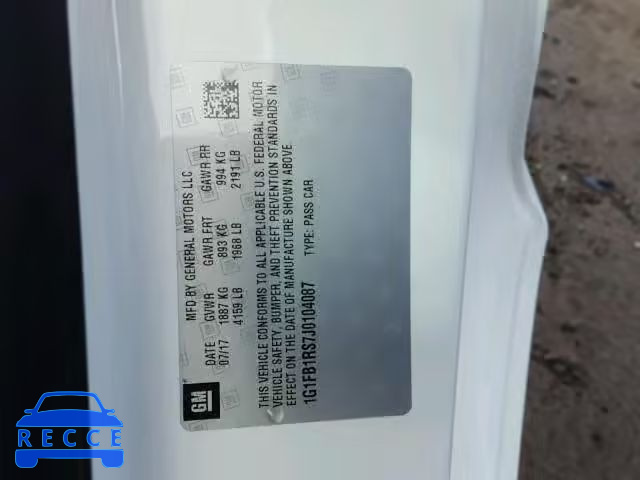 MFD BY GENERAL MOTORS LLC
DATE GVWR GAWR FRT GAWR RR
07/17 1887 KG 893 KG 994 KG
4159 LB 1968 LB 2191 LB
THIS VEHICLE CONFORMS TO ALL APPLICABLE U.S. FEDERAL MOTOR
VEHICLE SAFETY, BUMPER, AND THEFT PREVENTION STANDARDS IN
EFFECT ON THE DATE OF MANUFACTURE SHOWN ABOVE
1G1FB1RS7J0104087 TYPE: PASS CAR
GM
RECCE